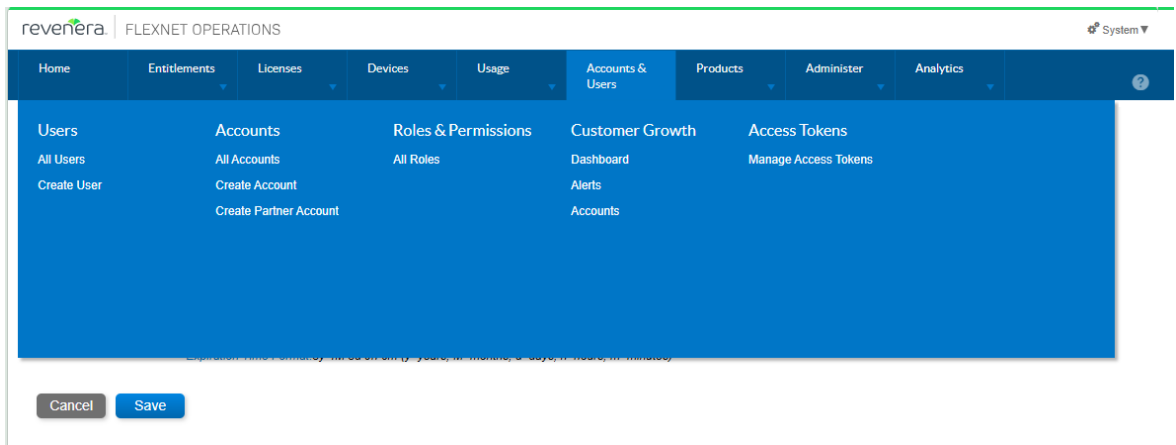 revenera. FLEXNET OPERATIONS
System
Home Entitlements Licenses Devices Usage Accounts & Users Products Administer Analytics
?
Users Accounts Roles & Permissions Customer Growth Access Tokens
All Users All Accounts All Roles Dashboard Manage Access Tokens
Create User Create Account Alerts
Create Partner Account Accounts
Cancel Save